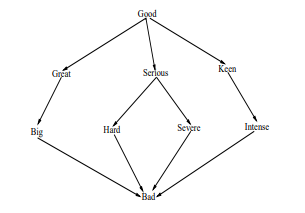 Good
Great Serious Keen
Big Hard Severe Intense
Bad